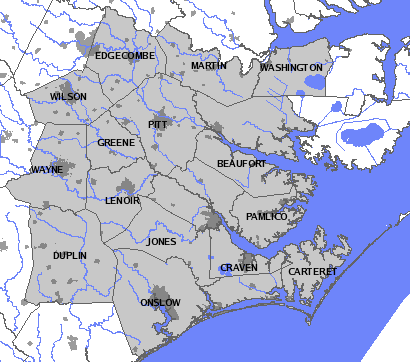 EDGECOMBE
MARTIN
WASHINGTON
WILSON
PITT
GREENE
BEAUFORT
WAYNE
LENOIR
PAMLICO
JONES
DUPLIN
CRAVEN
CARTERET
ONSLOW